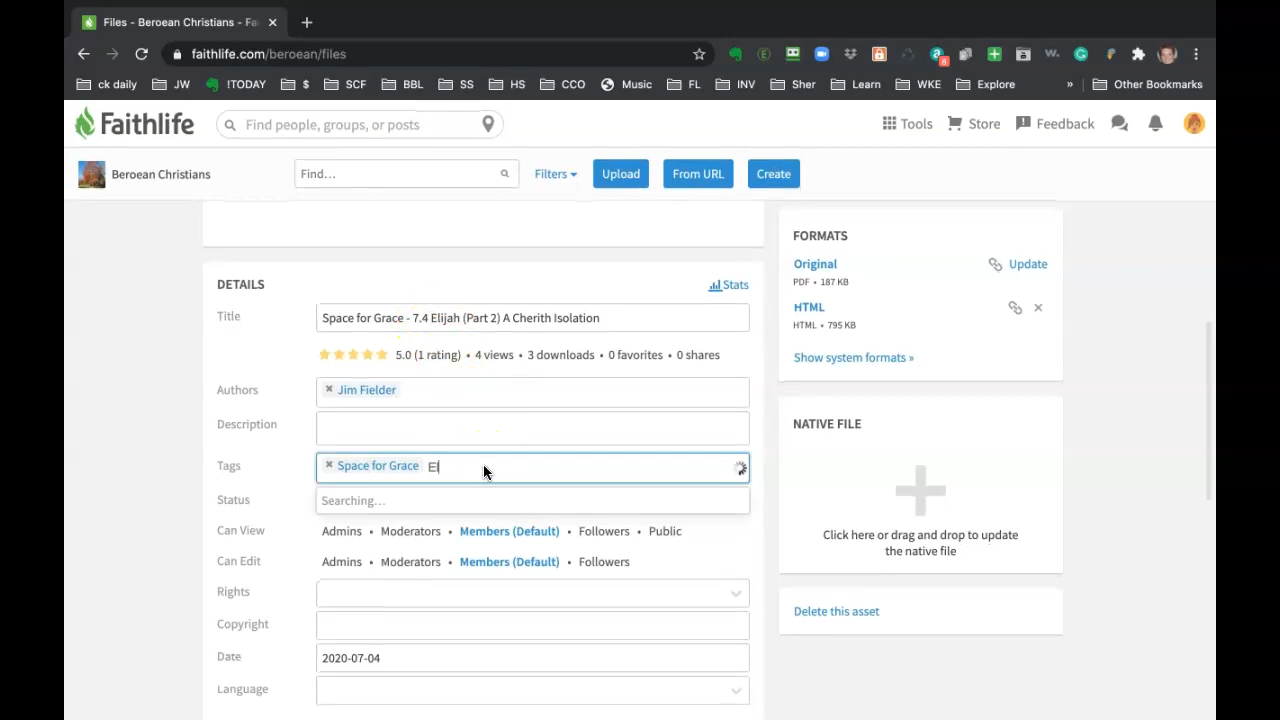 Files - Beroean Christians - Fa
faithlife.com/beroean/files
8
ck daily JW !TODAY $ SCF BBL SS HS CCO Music FL INV Sher Learn WKE Explore » Other Bookmarks
Faithlife
Find people, groups, or posts
Tools Store Feedback
Beroean Christians
Find...
Filters
Upload
From URL
Create
DETAILS
Stats
Title
Space for Grace - 7.4 Elijah (Part 2) A Cherith Isolation
5.0 (1 rating) • 4 views • 3 downloads • 0 favorites • 0 shares
Authors
Jim Fielder
Description
Tags
Space for Grace El
Searching...
Status
Can View
Admins • Moderators • Members (Default) • Followers • Public
Can Edit
Admins • Moderators • Members (Default) • Followers
Rights
Copyright
Date
2020-07-04
Language
FORMATS
Original
Update
PDF • 187 KB
HTML
HTML • 795 KB
Show system formats »
NATIVE FILE
Click here or drag and drop to update
the native file
Delete this asset